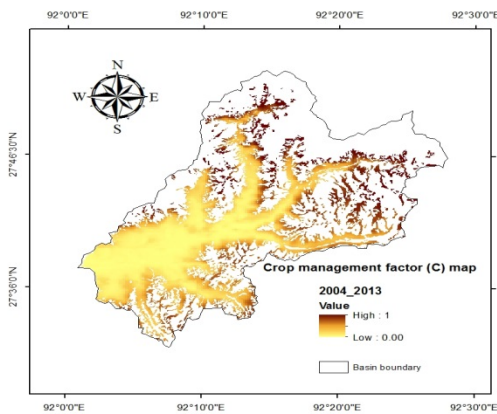 92°0'0"E 92°10'0"E 92°20'0"E 92°30'0"E
N
W E
S
27°46'30"N
27°36'0"N
Crop management factor (C) map
2004_2013
Value
High : 1
Low : 0.00
Basin boundary
92°0'0"E 92°10'0"E 92°20'0"E 92°30'0"E